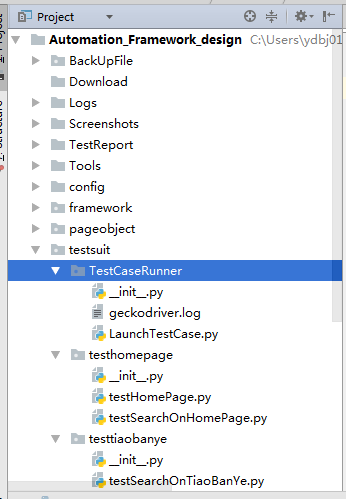 Project
Automation_Framework_design C:\Users\ydbj01
BackUpFile
Download
Logs
Screenshots
TestReport
Tools
config
framework
pageobject
testsuit
TestCaseRunner
__init__.py
geckodriver.log
LaunchTestCase.py
testhomepage
__init__.py
testHomePage.py
testSearchOnHomePage.py
testtiaobanye
__init__.py
testSearchOnTiaoBanYe.py